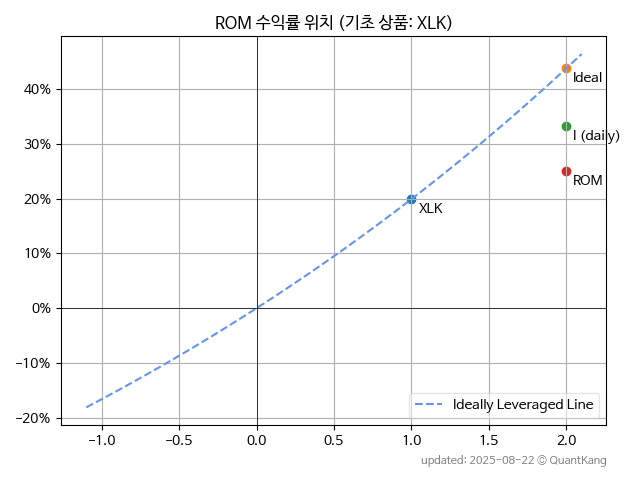 ROM 수익률 위치 (기초 상품: XLK)
40%
30%
20%
10%
0%
−10%
−20%
Ideal
I (daily)
ROM
XLK
Ideally Leveraged Line
−1.0 −0.5 0.0 0.5 1.0 1.5 2.0
updated: 2025-08-22 © QuantKang